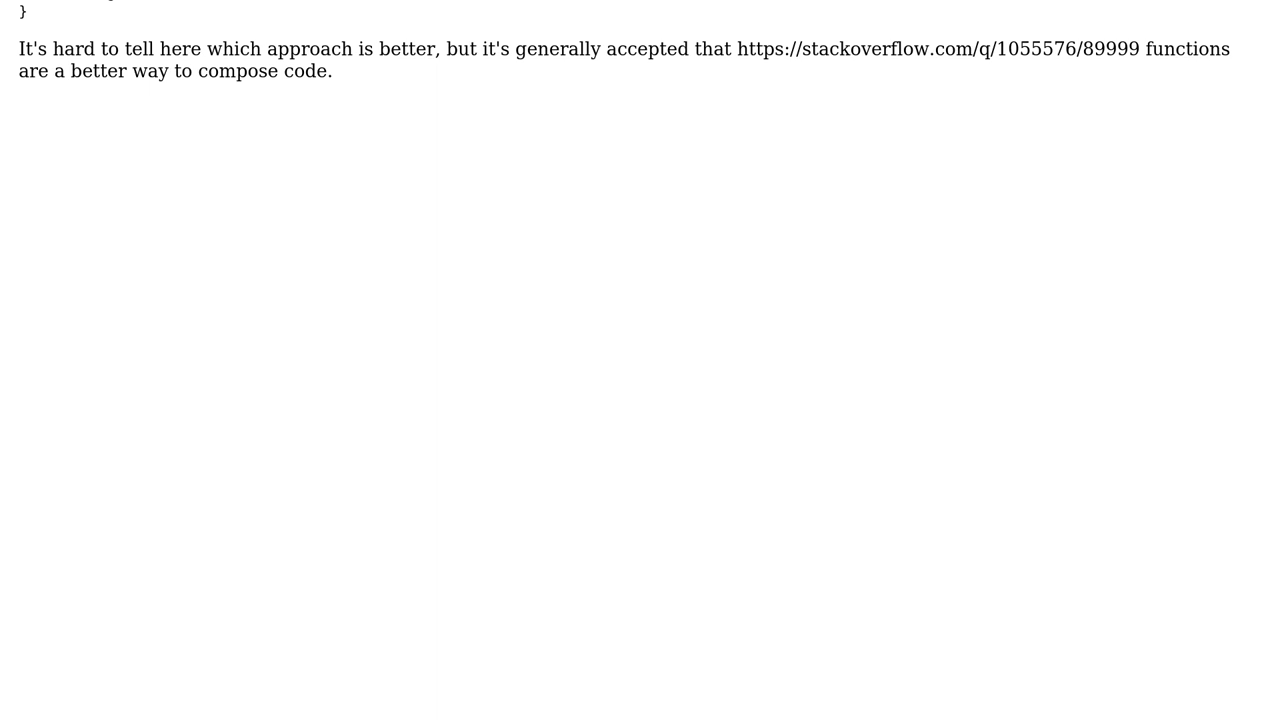 }
It's hard to tell here which approach is better, but it's generally accepted that https://stackoverflow.com/q/1055576/89999 functions
are a better way to compose code.